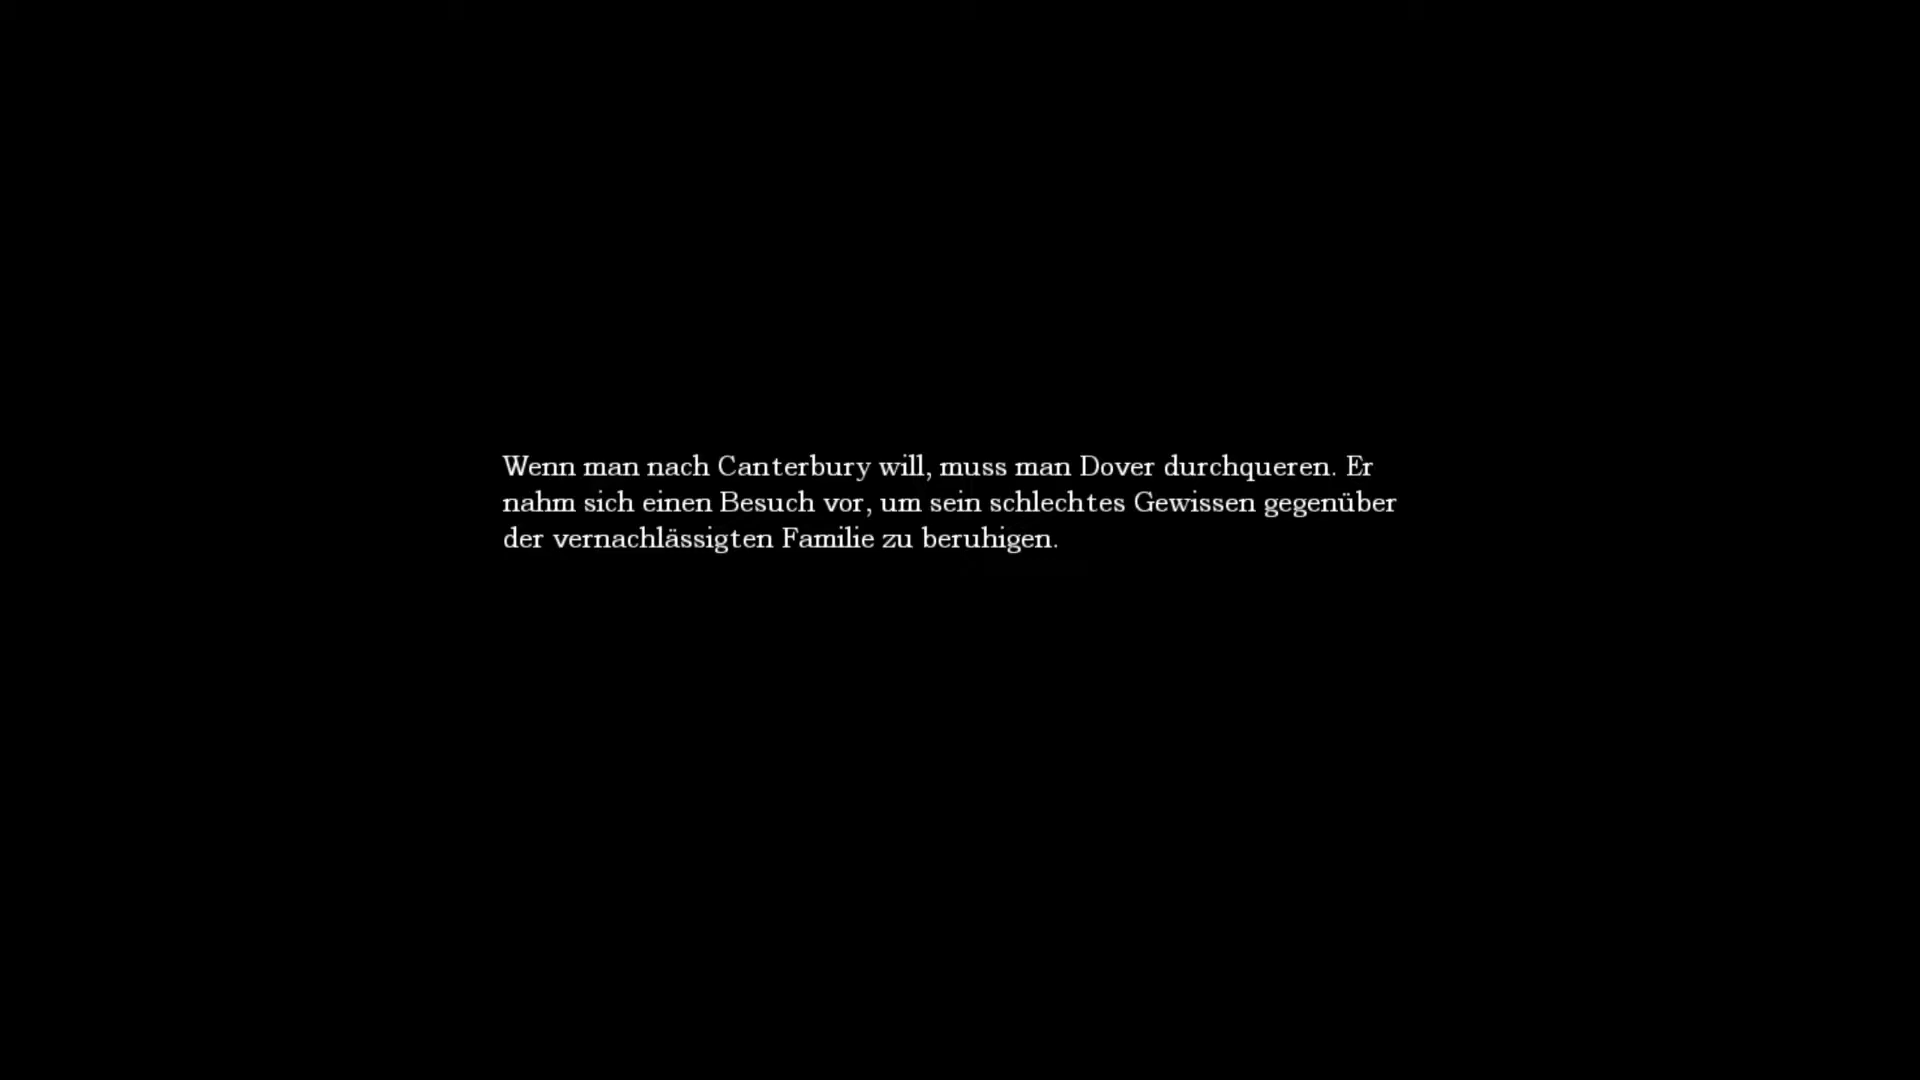 Wenn man nach Canterbury will, muss man Dover durchqueren. Er
nahm sich einen Besuch vor, um sein schlechtes Gewissen gegenüber
der vernachlässigten Familie zu beruhigen.